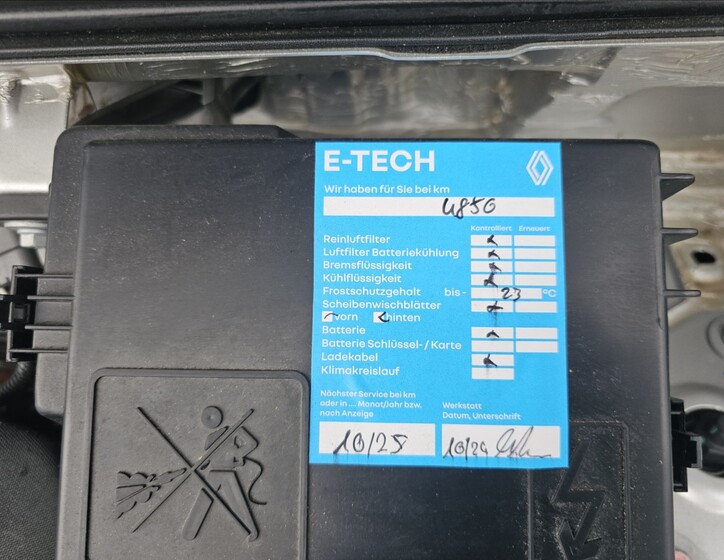 E-TECH
Wir haben für Sie bei km
4850
Kontrolliert Erneuert
Reinluftfilter
Luftfilter Batteriekühlung
Bremsflüssigkeit
Kühlflüssigkeit
Frostschutzgehalt bis - 23 °C
Scheibenwischblätter
vorn hinten
Batterie
Batterie Schlüssel-/Karte
Ladekabel
Klimakreislauf
Nächster Service bei km
oder in .... Monat/Jahr bzw.
nach Anzeige
Werkstatt
Datum, Unterschrift
10/25
10/24